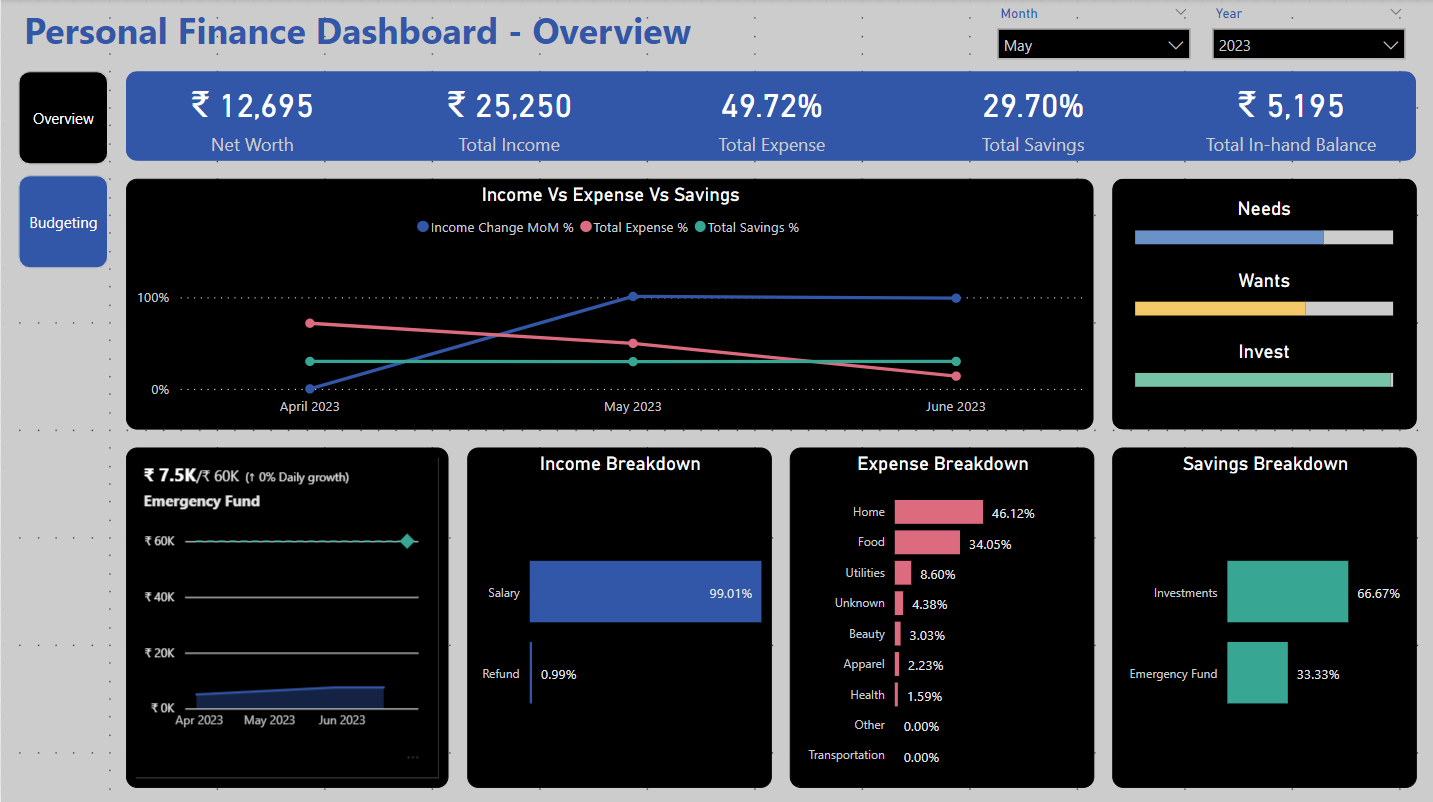 Personal Finance Dashboard - Overview
Month
Year
May
2023
Overview
Budgeting
₹ 12,695
Net Worth
₹ 25,250
Total Income
49.72%
Total Expense
29.70%
Total Savings
₹ 5,195
Total In-hand Balance
Income Vs Expense Vs Savings
Income Change MoM % Total Expense % Total Savings %
100%
0%
April 2023 May 2023 June 2023
Needs
Wants
Invest
₹ 7.5K/₹ 60K (↑ 0% Daily growth)
Emergency Fund
₹ 60K
₹ 40K
₹ 20K
₹ 0K
Apr 2023 May 2023 Jun 2023
...
Income Breakdown
Salary 99.01%
Refund 0.99%
Expense Breakdown
Home 46.12%
Food 34.05%
Utilities 8.60%
Unknown 4.38%
Beauty 3.03%
Apparel 2.23%
Health 1.59%
Other 0.00%
Transportation 0.00%
Savings Breakdown
Investments 66.67%
Emergency Fund 33.33%